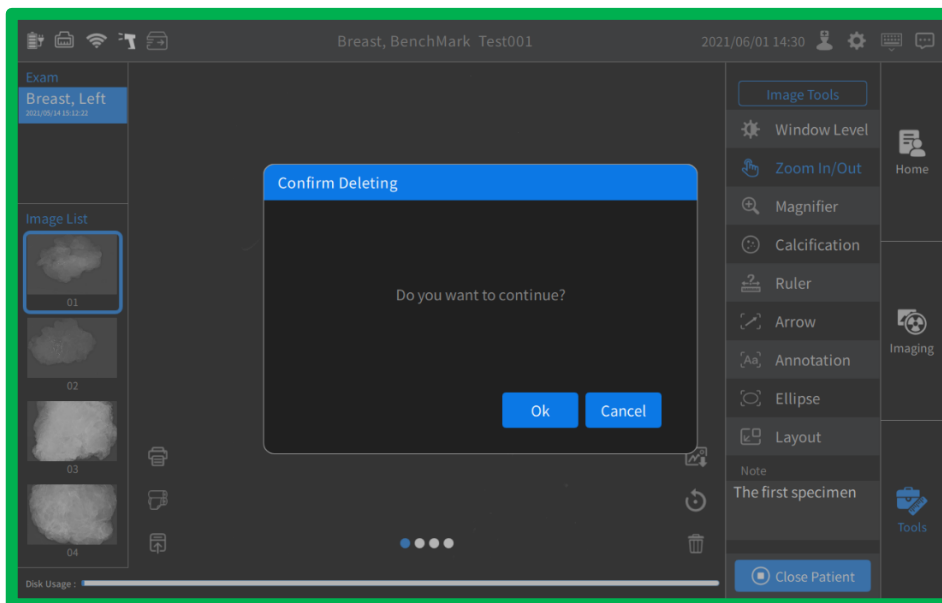 Breast, BenchMark Test001
2021/06/01 14:30
Exam
Breast, Left
2021/05/14 15:12:22
Image List
01
02
03
04
Confirm Deleting
Do you want to continue?
Ok
Cancel
Image Tools
Window Level
Zoom In/Out
Magnifier
Calcification
Ruler
Arrow
Aa Annotation
Ellipse
Layout
Note
The first specimen
Close Patient
Home
Imaging
Tools
Disk Usage :